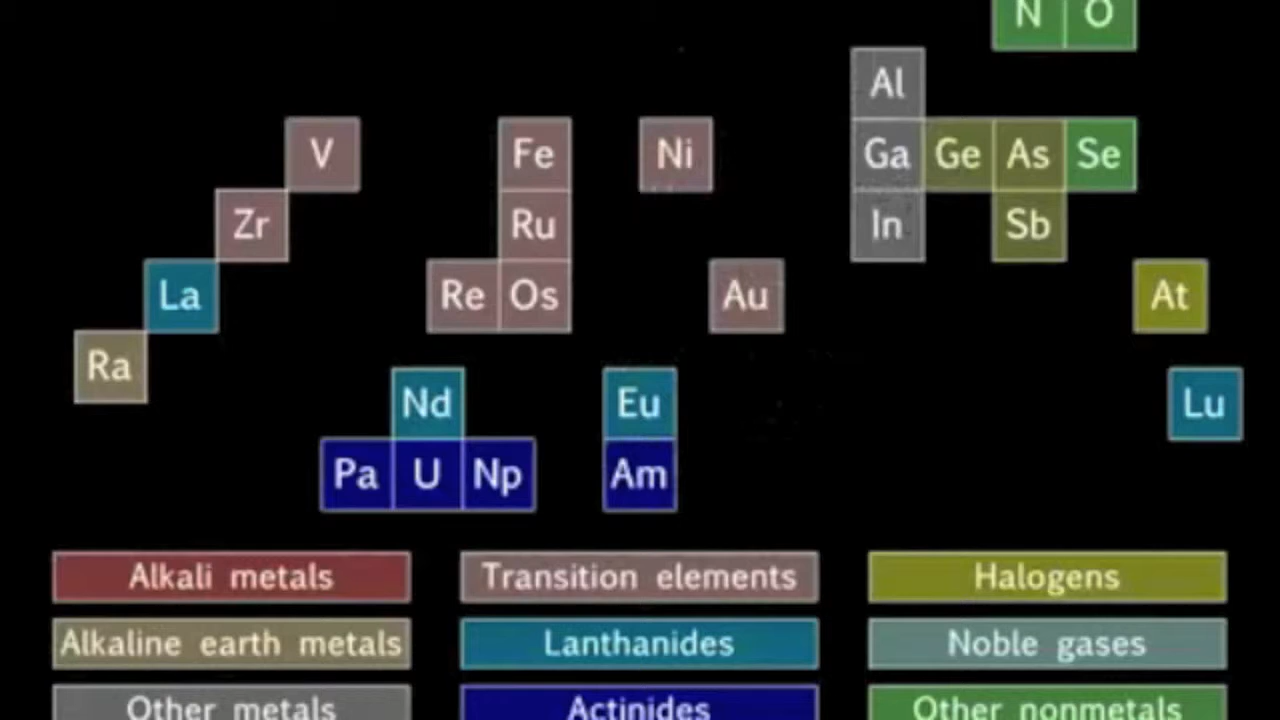 N O
Al
V Fe Ni Ga Ge As Se
Zr Ru In Sb
La Re Os Au At
Ra
Nd Eu Lu
Pa U Np Am
Alkali metals Transition elements Halogens
Alkaline earth metals Lanthanides Noble gases
Other metals Actinides Other nonmetals